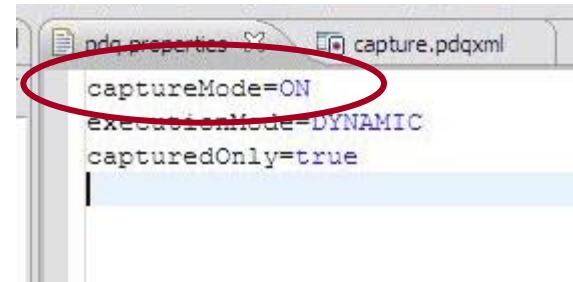 pdq.properties capture.pdqxml
captureMode=ON
executionMode=DYNAMIC
capturedOnly=true